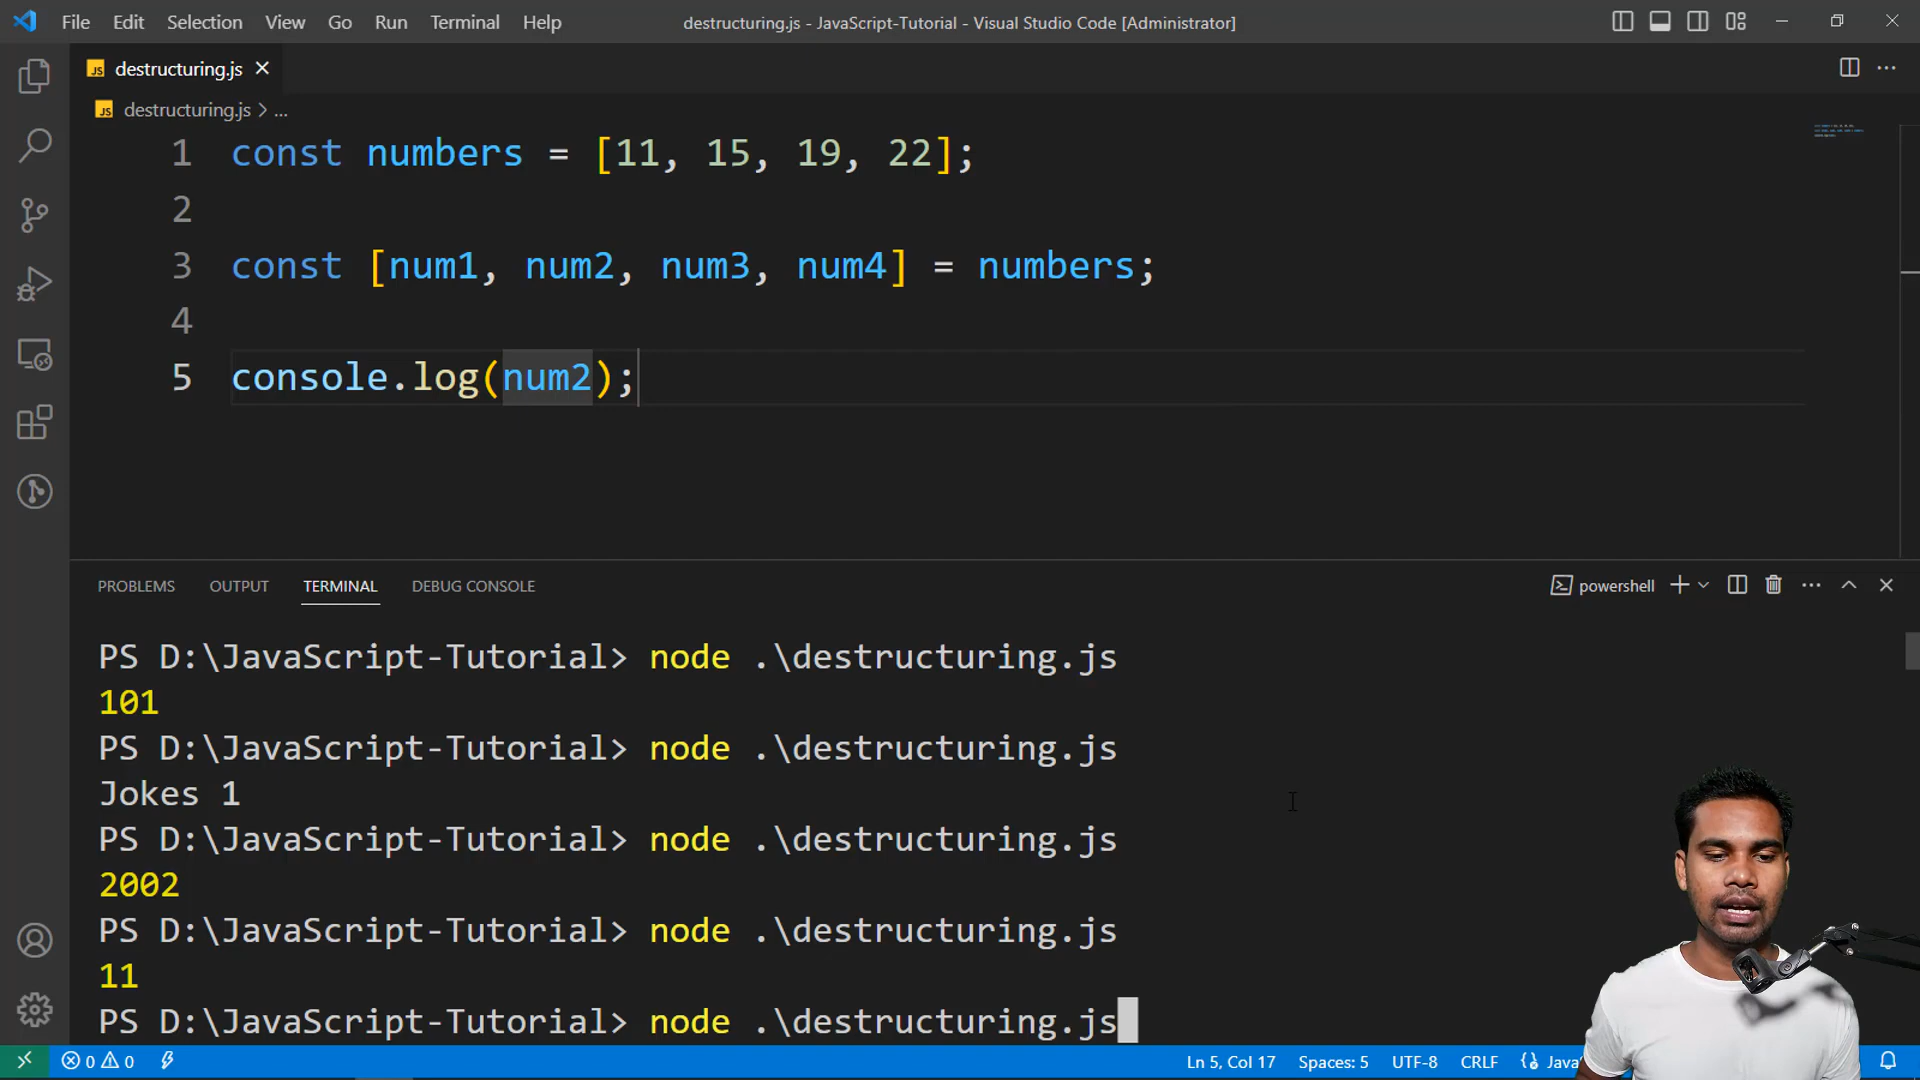 File Edit Selection View Go Run Terminal Help destructuring.js - JavaScript-Tutorial - Visual Studio Code [Administrator]
JS destructuring.js
JS destructuring.js > ...
1 const numbers = [11, 15, 19, 22];
2
3 const [num1, num2, num3, num4] = numbers;
4
5 console.log(num2);
PROBLEMS OUTPUT TERMINAL DEBUG CONSOLE powershell
PS D:\JavaScript-Tutorial> node .\destructuring.js
101
PS D:\JavaScript-Tutorial> node .\destructuring.js
Jokes 1
PS D:\JavaScript-Tutorial> node .\destructuring.js
2002
PS D:\JavaScript-Tutorial> node .\destructuring.js
11
PS D:\JavaScript-Tutorial> node .\destructuring.js
0 0 Ln 5, Col 17 Spaces: 5 UTF-8 CRLF